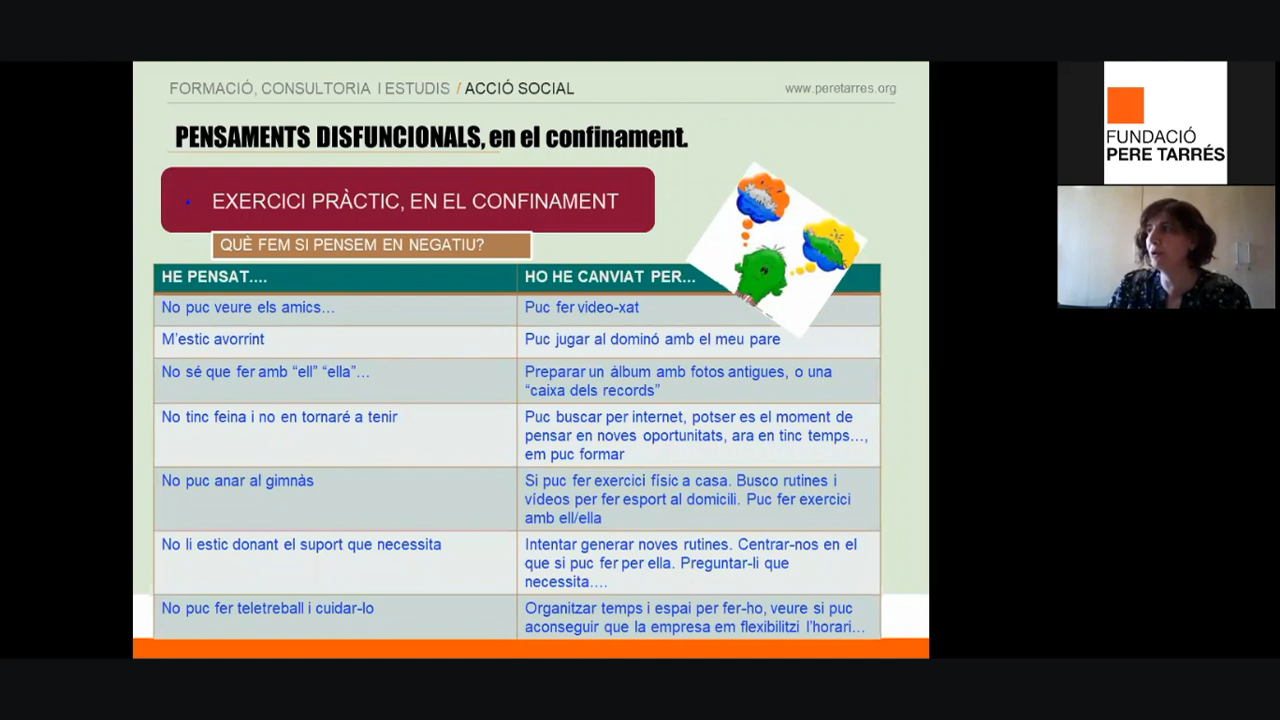 FORMACIÓ, CONSULTORIA I ESTUDIS / ACCIÓ SOCIAL
www.peretarres.org
PENSAMENTS DISFUNCIONALS, en el confinament.
• EXERCICI PRÀCTIC, EN EL CONFINAMENT
QUÈ FEM SI PENSEM EN NEGATIU?
HE PENSAT....
HO HE CANVIAT PER...
No puc veure els amics...
Puc fer video-xat
M'estic avorrint
Puc jugar al dominó amb el meu pare
No sé que fer amb “ell” “ella”...
Preparar un àlbum amb fotos antigues, o una
“caixa dels records”
No tinc feina i no en tornaré a tenir
Puc buscar per internet, potser es el moment de
pensar en noves oportunitats, ara en tinc temps...,
em puc formar
No puc anar al gimnàs
Si puc fer exercici físic a casa. Busco rutines i
vídeos per fer esport al domicili. Puc fer exercici
amb ell/ella
No li estic donant el suport que necessita
Intentar generar noves rutines. Centrar-nos en el
que si puc fer per ella. Preguntar-li que
necessita....
No puc fer teletreball i cuidar-lo
Organitzar temps i espai per fer-ho, veure si puc
aconseguir que la empresa em flexibilitzi l'horari...
FUNDACIÓ
PERE TARRÉS